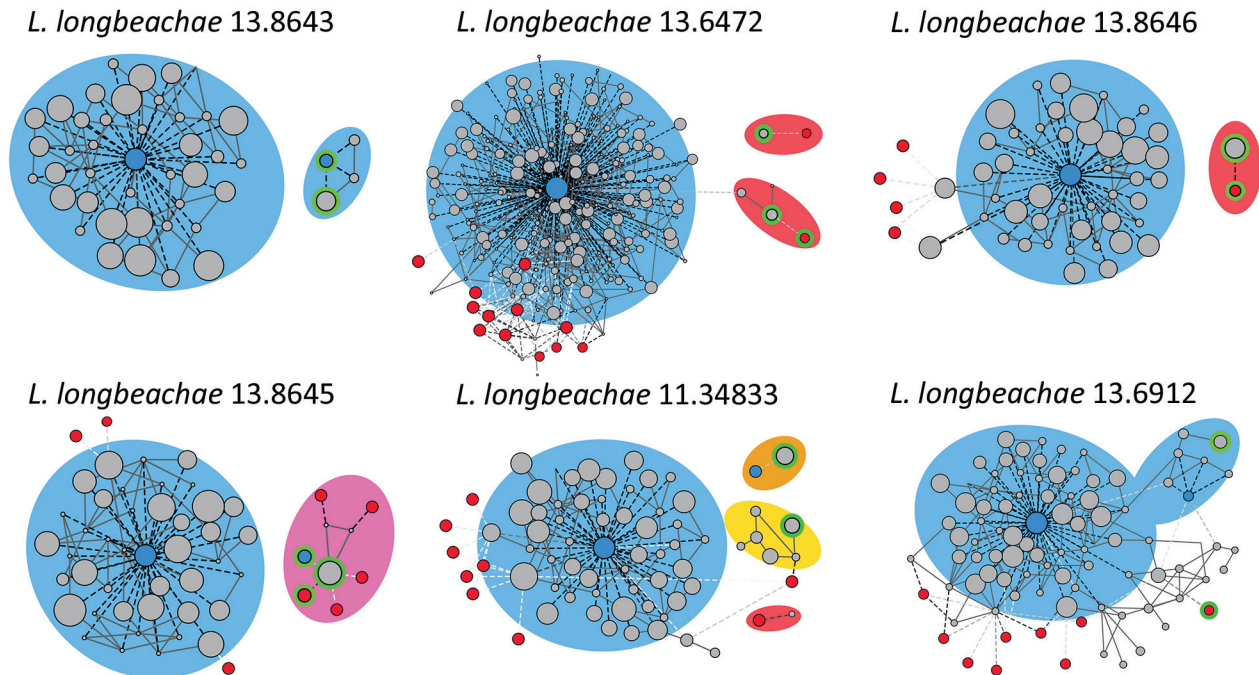 L. longbeachae 13.8643
L. longbeachae 13.6472
L. longbeachae 13.8646
L. longbeachae 13.8645
L. longbeachae 11.34833
L. longbeachae 13.6912